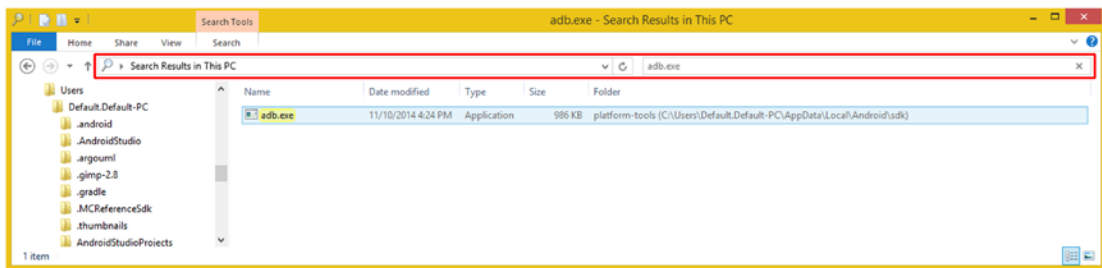 Search Tools
adb.exe - Search Results in This PC
File Home Share View Search
Search Results in This PC
adb.exe
Name Date modified Type Size Folder
adb.exe 11/10/2014 4:24 PM Application 986 KB platform-tools (C:\Users\Default.Default-PC\AppData\Local\Android\sdk)
Users
Default.Default-PC
.android
.AndroidStudio
.argouml
.gimp-2.8
.gradle
.MCReferenceSdk
.thumbnails
AndroidStudioProjects
1 item